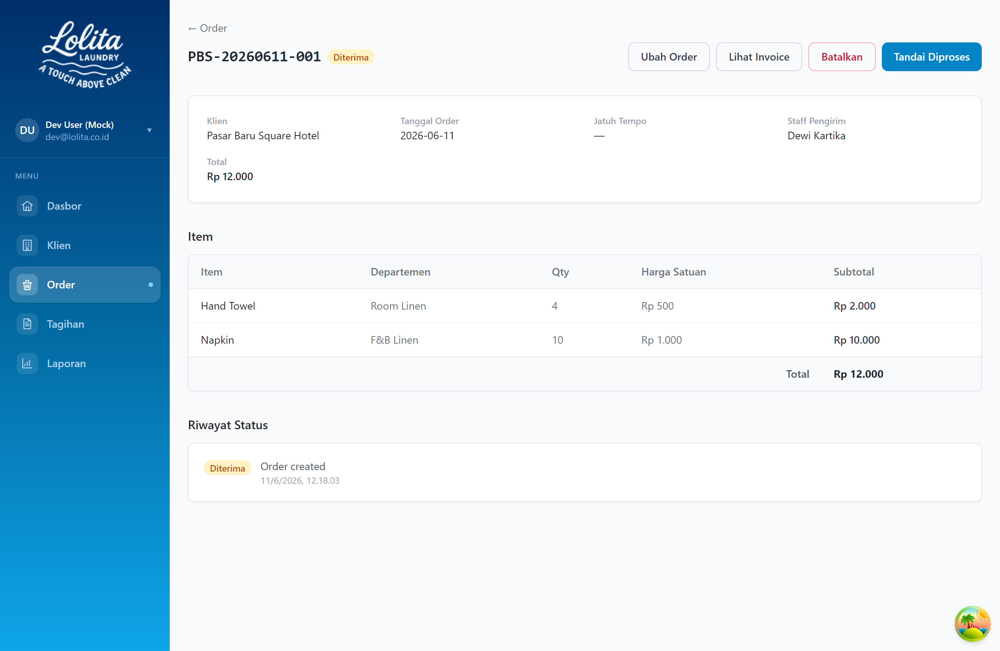 Lolita
LAUNDRY
A TOUCH ABOVE CLEAN
DU
Dev User (Mock)
dev@lolita.co.id
MENU
Dasbor
Klien
Order
Tagihan
Laporan
← Order
PBS-20260611-001
Diterima
Ubah Order
Lihat Invoice
Batalkan
Tandai Diproses
Klien
Pasar Baru Square Hotel
Tanggal Order
2026-06-11
Jatuh Tempo
—
Staff Pengirim
Dewi Kartika
Total
Rp 12.000
Item
Item Departemen Qty Harga Satuan Subtotal
Hand Towel Room Linen 4 Rp 500 Rp 2.000
Napkin F&B Linen 10 Rp 1.000 Rp 10.000
Total Rp 12.000
Riwayat Status
Diterima
Order created
11/6/2026, 12.18.03